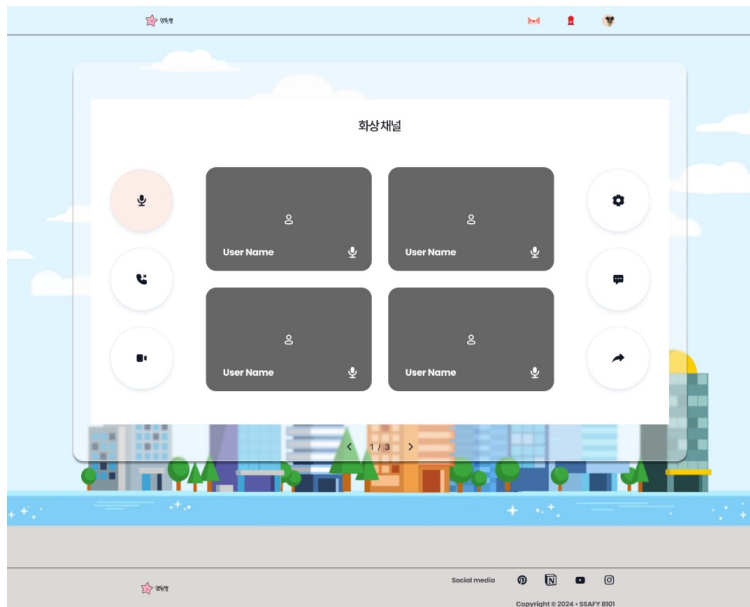 화상 채널
User Name
User Name
User Name
User Name
1 / 3
Social media
Copyright © 2024 • SSAFY B101